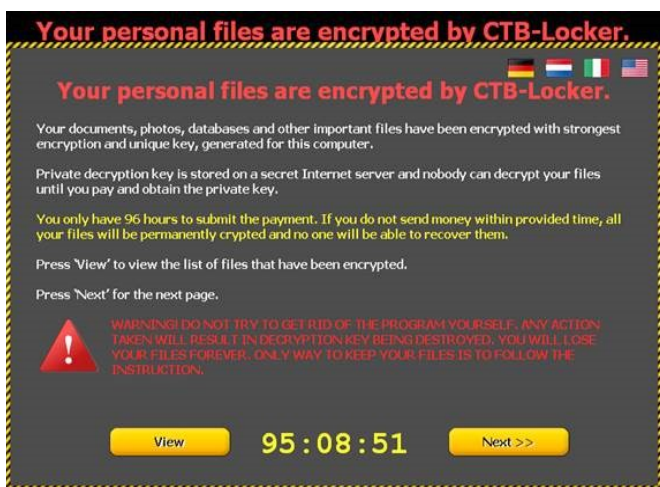 Your personal files are encrypted by CTB-Locker.
Your personal files are encrypted by CTB-Locker.
Your documents, photos, databases and other important files have been encrypted with strongest
encryption and unique key, generated for this computer.
Private decryption key is stored on a secret Internet server and nobody can decrypt your files
until you pay and obtain the private key.
You only have 96 hours to submit the payment. If you do not send money within provided time, all
your files will be permanently crypted and no one will be able to recover them.
Press 'View' to view the list of files that have been encrypted.
Press 'Next' for the next page.
WARNING! DO NOT TRY TO GET RID OF THE PROGRAM YOURSELF. ANY ACTION
TAKEN WILL RESULT IN DECRYPTION KEY BEING DESTROYED. YOU WILL LOSE
YOUR FILES FOREVER. ONLY WAY TO KEEP YOUR FILES IS TO FOLLOW THE
INSTRUCTION.
View
95:08:51
Next >>